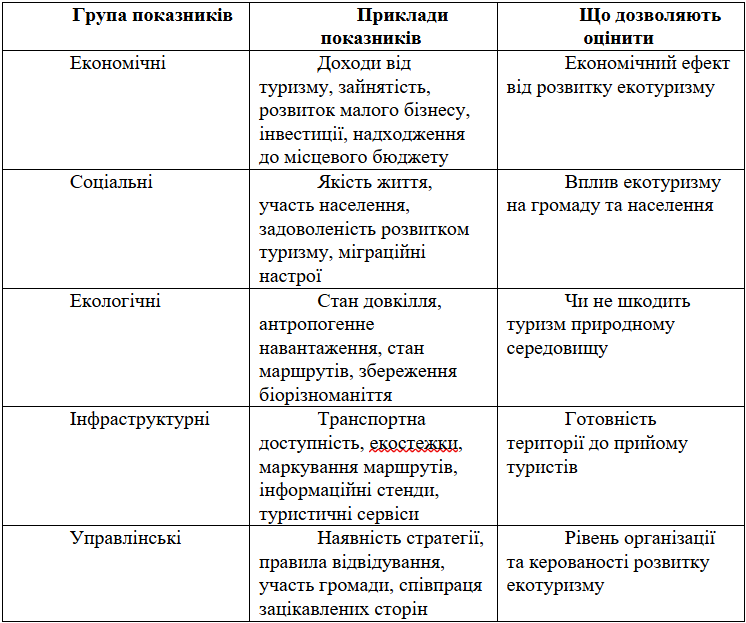 Група показників
Приклади
показників
Що дозволяють
оцінити
Економічні
Доходи від
туризму, зайнятість,
розвиток малого бізнесу,
інвестиції, надходження
до місцевого бюджету
Економічний ефект
від розвитку екотуризму
Соціальні
Якість життя,
участь населення,
задоволеність розвитком
туризму, міграційні
настрої
Вплив екотуризму
на громаду та населення
Екологічні
Стан довкілля,
антропогенне
навантаження, стан
маршрутів, збереження
біорізноманіття
Чи не шкодить
туризм природному
середовищу
Інфраструктурні
Транспортна
доступність, екостежки,
маркування маршрутів,
інформаційні стенди,
туристичні сервіси
Готовність
території до прийому
туристів
Управлінські
Наявність стратегії,
правила відвідування,
участь громади, співпраця
зацікавлених сторін
Рівень організації
та керованості розвитку
екотуризму